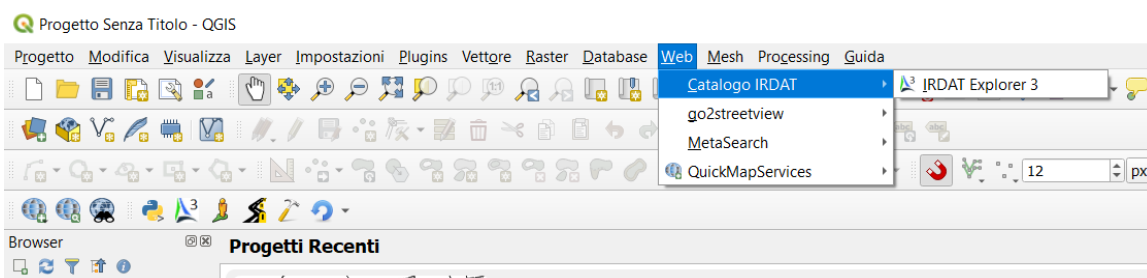 Progetto Senza Titolo - QGIS
Progetto Modifica Visualizza Layer Impostazioni Plugins Vettore Raster Database Web Mesh Processing Guida
Catalogo IRDAT
IRDAT Explorer 3
go2streetview
MetaSearch
QuickMapServices
12
px
Browser
Progetti Recenti